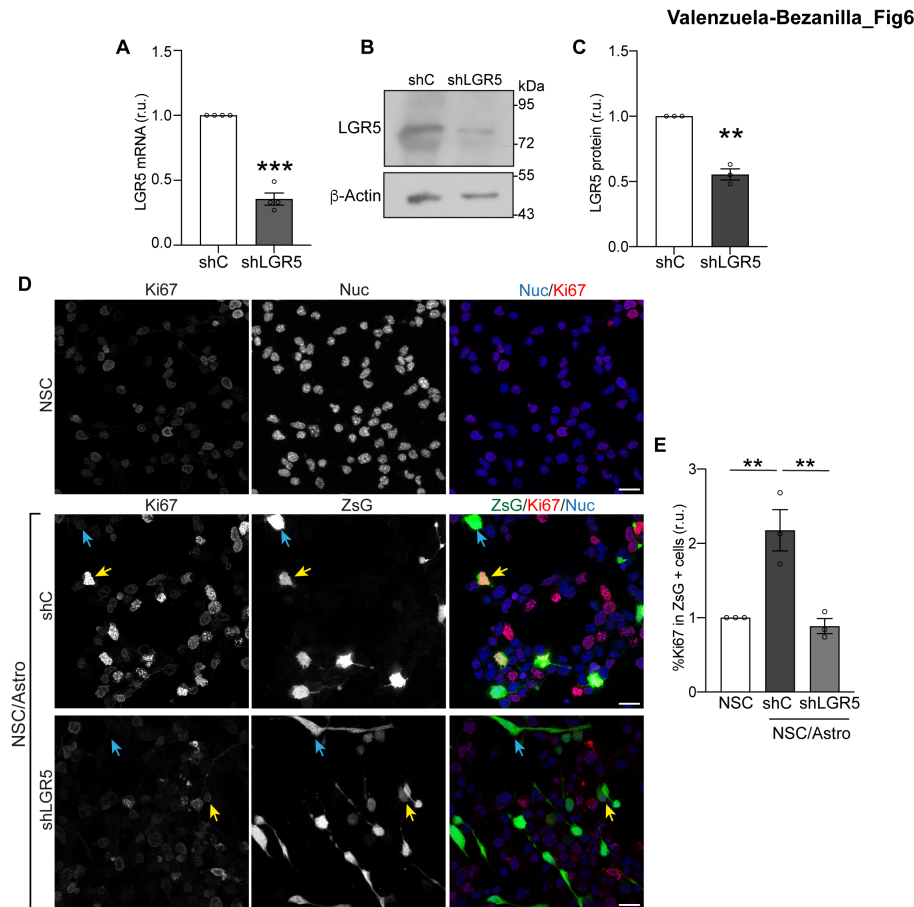 Valenzuela-Bezanilla_Fig6
A
LGR5 mRNA (r.u.)
1.5
1.0
0.5
0.0
***
shC shLGR5
B
shC shLGR5
kDa
LGR5
-95
-72
β-Actin
-55
-43
C
LGR5 protein (r.u.)
1.5
1.0
0.5
0.0
**
shC shLGR5
D
Ki67 Nuc Nuc/Ki67
NSC
Ki67 ZsG ZsG/Ki67/Nuc
NSC/Astro
shC
shLGR5
E
%Ki67 in ZsG + cells (r.u.)
3
2
1
0
** **
NSC shC shLGR5
NSC/Astro